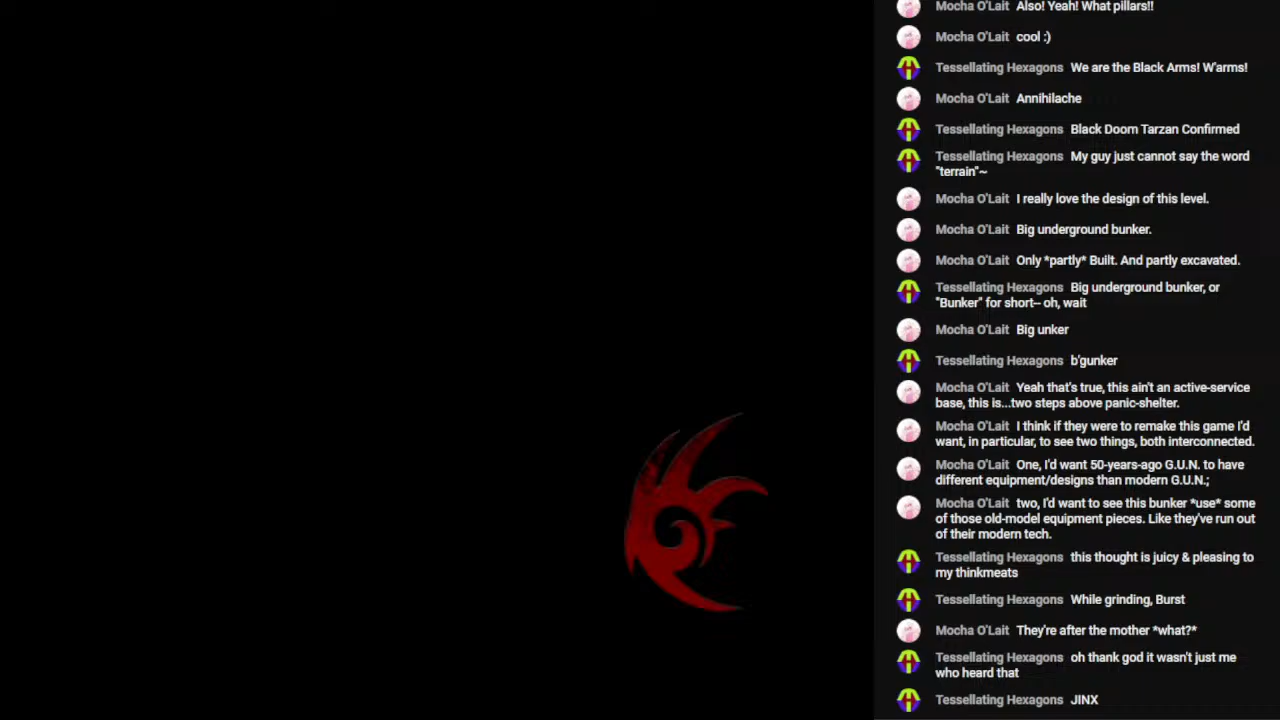 Mocha O'Lait Also! Yeah! What pillars!!
Mocha O'Lait cool :)
Tessellating Hexagons We are the Black Arms! W'arms!
Mocha O'Lait Annihilache
Tessellating Hexagons Black Doom Tarzan Confirmed
Tessellating Hexagons My guy just cannot say the word
"terrain"~
Mocha O'Lait I really love the design of this level.
Mocha O'Lait Big underground bunker.
Mocha O'Lait Only *partly* Built. And partly excavated.
Tessellating Hexagons Big underground bunker, or
"Bunker" for short-- oh, wait
Mocha O'Lait Big unker
Tessellating Hexagons b'gunker
Mocha O'Lait Yeah that's true, this ain't an active-service
base, this is...two steps above panic-shelter.
Mocha O'Lait I think if they were to remake this game I'd
want, in particular, to see two things, both interconnected.
Mocha O'Lait One, I'd want 50-years-ago G.U.N. to have
different equipment/designs than modern G.U.N.;
Mocha O'Lait two, I'd want to see this bunker *use* some
of those old-model equipment pieces. Like they've run out
of their modern tech.
Tessellating Hexagons this thought is juicy & pleasing to
my thinkmeats
Tessellating Hexagons While grinding, Burst
Mocha O'Lait They're after the mother *what?*
Tessellating Hexagons oh thank god it wasn't just me
who heard that
Tessellating Hexagons JINX